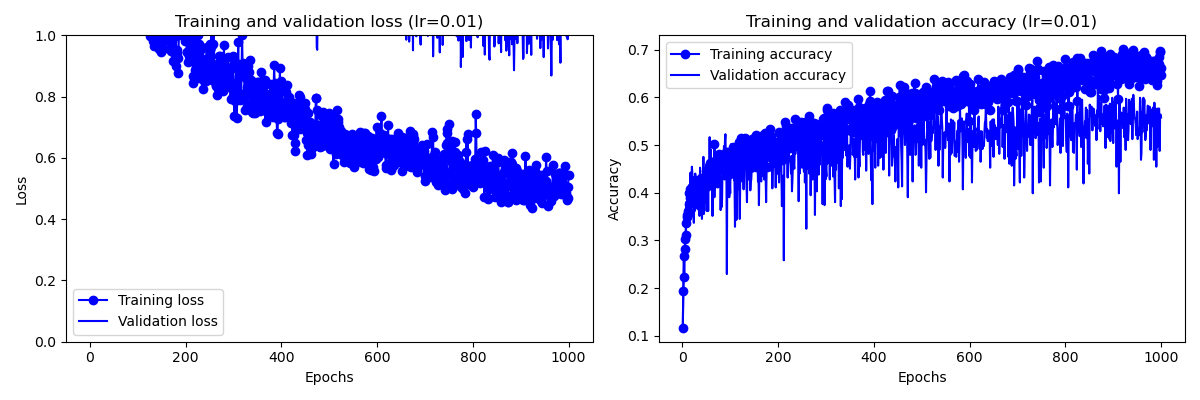 Training and validation loss (lr=0.01)
1.0
0.8
0.6
0.4
0.2
0.0
Loss
Training loss
Validation loss
0 200 400 600 800 1000
Epochs
Training and validation accuracy (lr=0.01)
0.7
0.6
0.5
0.4
0.3
0.2
0.1
Accuracy
Training accuracy
Validation accuracy
0 200 400 600 800 1000
Epochs